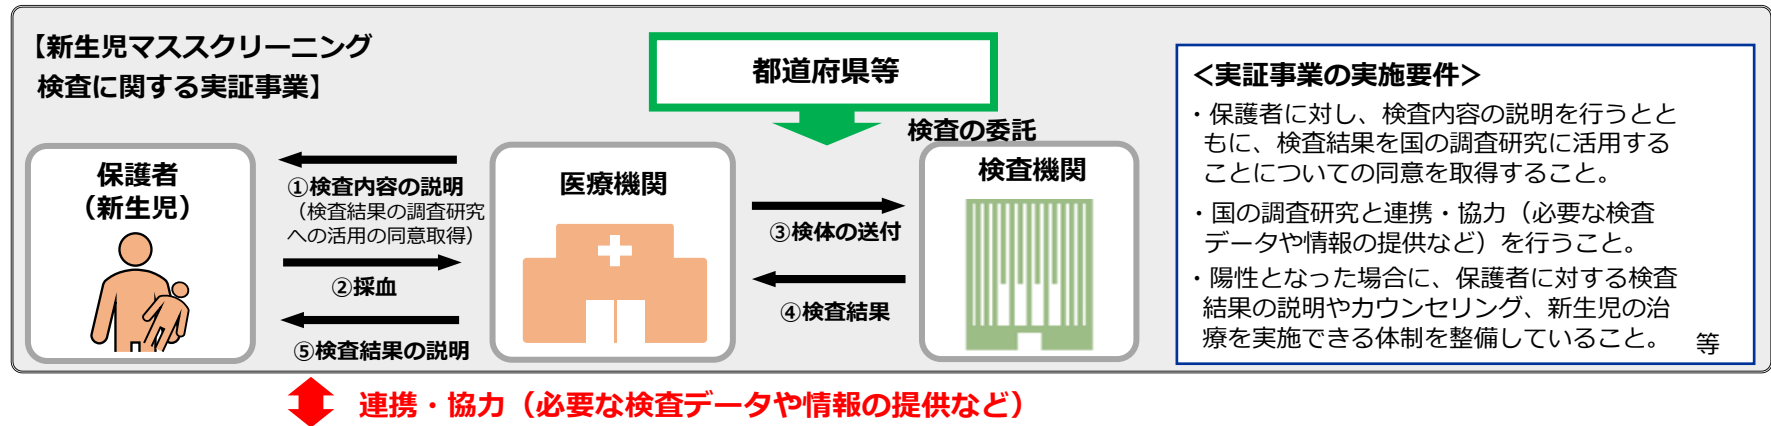 【新生児マススクリーニング
検査に関する実証事業】
都道府県等
検査の委託
保護者
（新生児）
①検査内容の説明
（検査結果の調査研究
への活用の同意取得）
②採血
⑤検査結果の説明
医療機関
③検体の送付
④検査結果
検査機関
＜実証事業の実施要件＞
・保護者に対し、検査内容の説明を行うとと
もに、検査結果を国の調査研究に活用する
ことについての同意を取得すること。
・国の調査研究と連携・協力（必要な検査
データや情報の提供など）を行うこと。
・陽性となった場合に、保護者に対する検査
結果の説明やカウンセリング、新生児の治
療を実施できる体制を整備していること。
等
連携・協力（必要な検査データや情報の提供など）